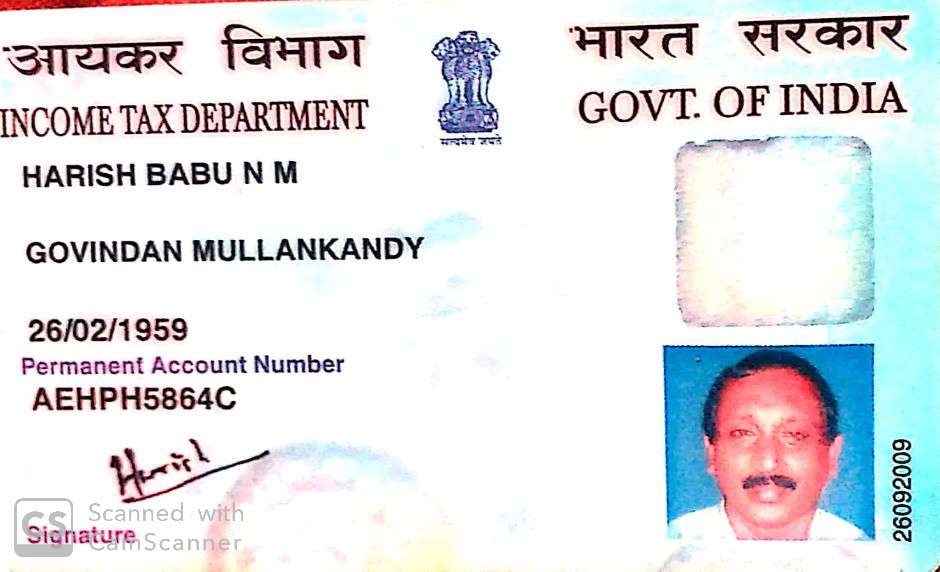 आयकर विभाग
भारत सरकार
INCOME TAX DEPARTMENT
GOVT. OF INDIA
सत्यमेव जयते
HARISH BABU N M
GOVINDAN MULLANKANDY
26/02/1959
Permanent Account Number
AEHPH5864C
Harish
Signature
26092009
CS Scanned with
CamScanner